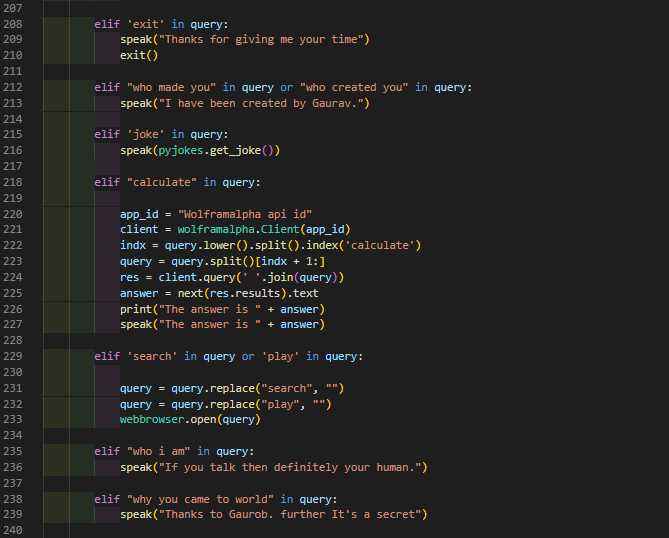 207
208 elif 'exit' in query:
209 speak("Thanks for giving me your time")
210 exit()
211
212 elif "who made you" in query or "who created you" in query:
213 speak("I have been created by Gaurav.")
214
215 elif 'joke' in query:
216 speak(pyjokes.get_joke())
217
218 elif "calculate" in query:
219
220 app_id = "Wolframalpha api id"
221 client = wolframalpha.Client(app_id)
222 indx = query.lower().split().index('calculate')
223 query = query.split()[indx + 1:]
224 res = client.query(' '.join(query))
225 answer = next(res.results).text
226 print("The answer is " + answer)
227 speak("The answer is " + answer)
228
229 elif 'search' in query or 'play' in query:
230
231 query = query.replace("search", "")
232 query = query.replace("play", "")
233 webbrowser.open(query)
234
235 elif "who i am" in query:
236 speak("If you talk then definitely your human.")
237
238 elif "why you came to world" in query:
239 speak("Thanks to Gaurob. further It's a secret")
240